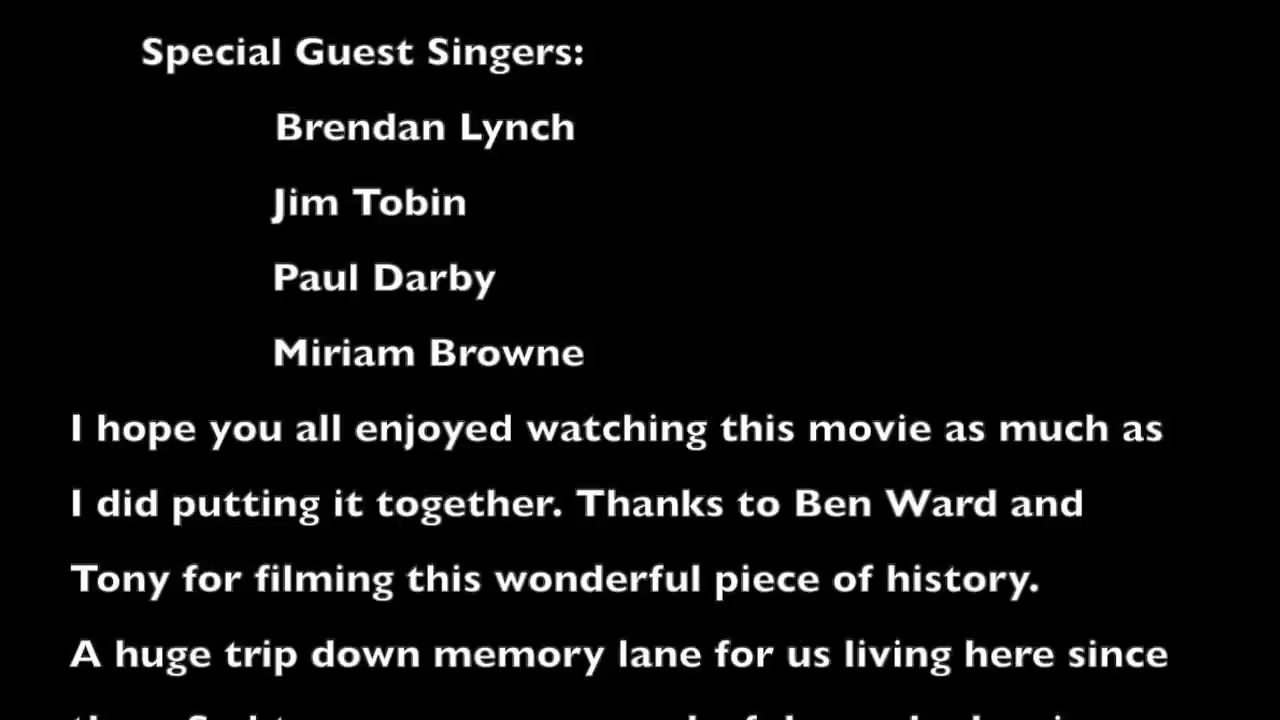 Special Guest Singers:
Brendan Lynch
Jim Tobin
Paul Darby
Miriam Browne
I hope you all enjoyed watching this movie as much as
I did putting it together. Thanks to Ben Ward and
Tony for filming this wonderful piece of history.
A huge trip down memory lane for us living here since